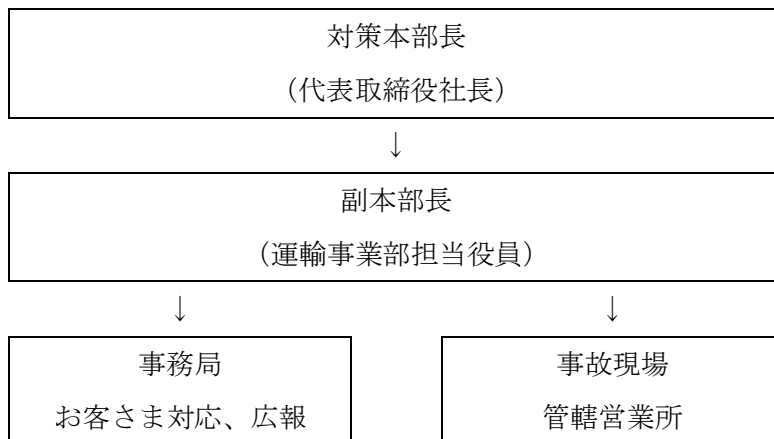 対策本部長
（代表取締役社長）
↓
副本部長
（運輸事業部担当役員）
↓ ↓
事務局 事故現場
お客さま対応、広報 管轄営業所